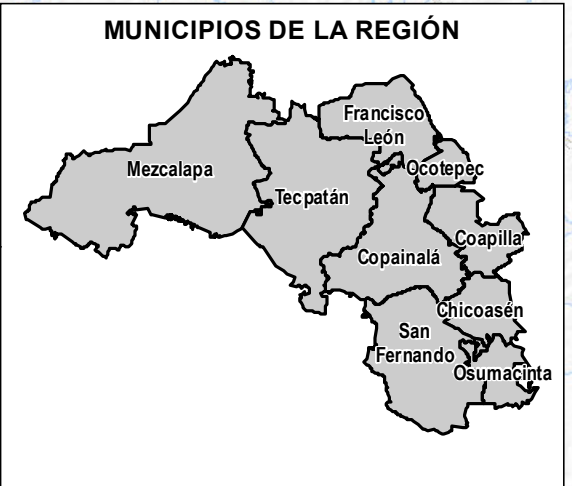 MUNICIPIOS DE LA REGIÓN
Francisco
León
Mezcalapa
Ocotepec
Tecpatán
Coapilla
Copainalá
Chicoasén
San
Fernando
Osumacinta